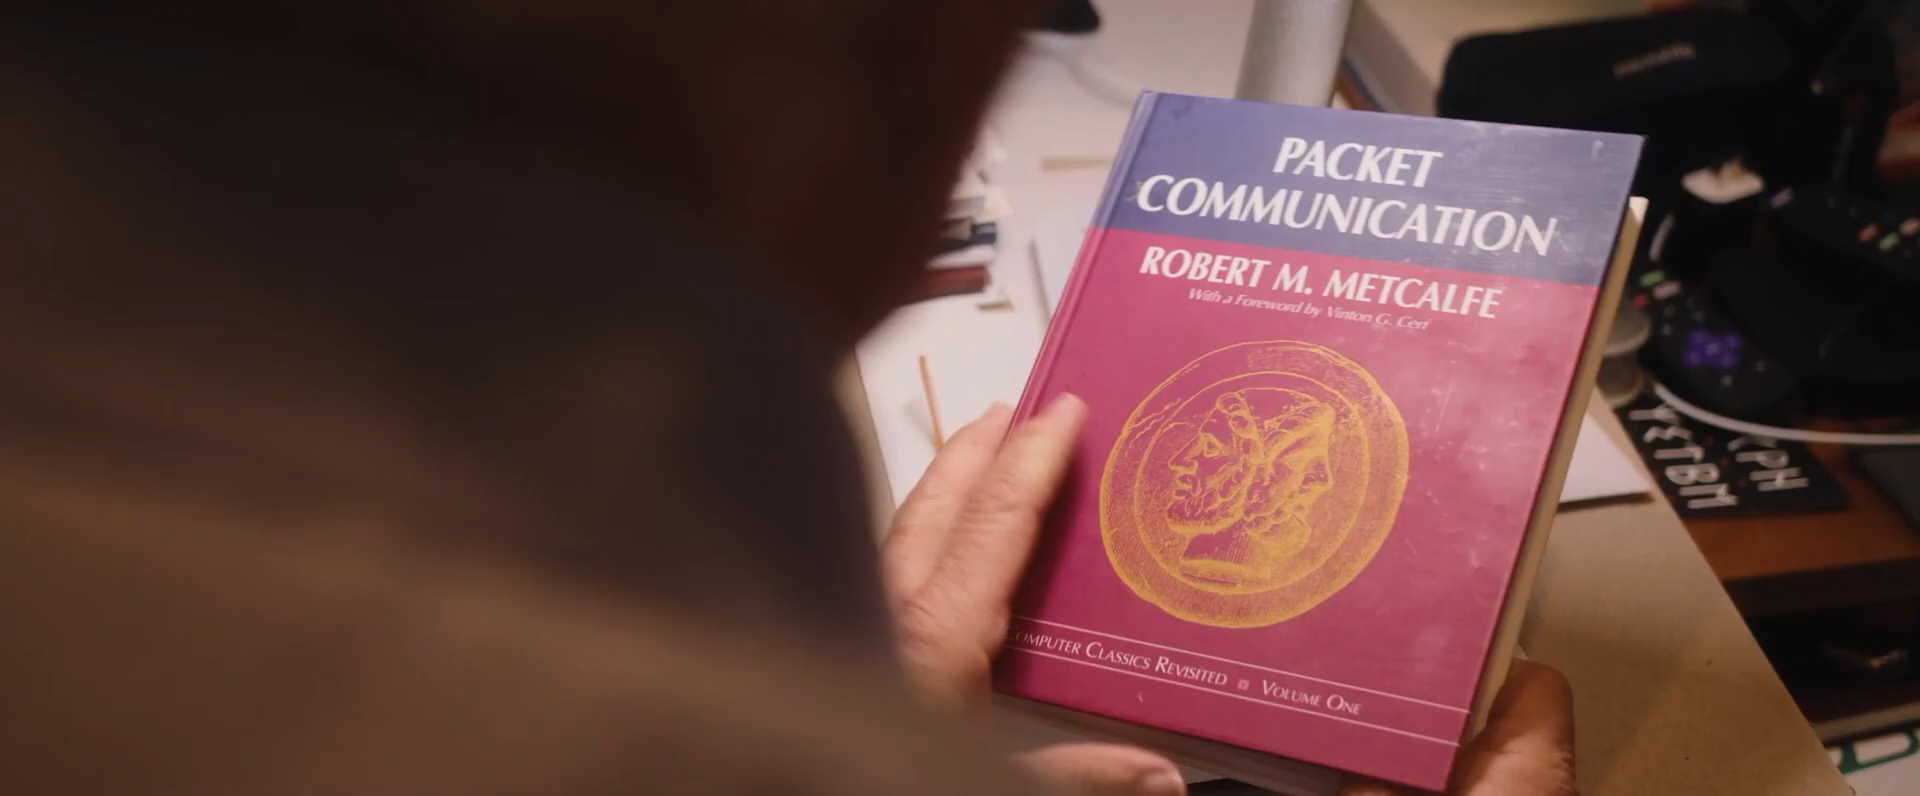 PACKET
COMMUNICATION
ROBERT M. METCALFE
With a Foreword by Vinton G. Cerf
COMPUTER CLASSICS REVISITED VOLUME ONE